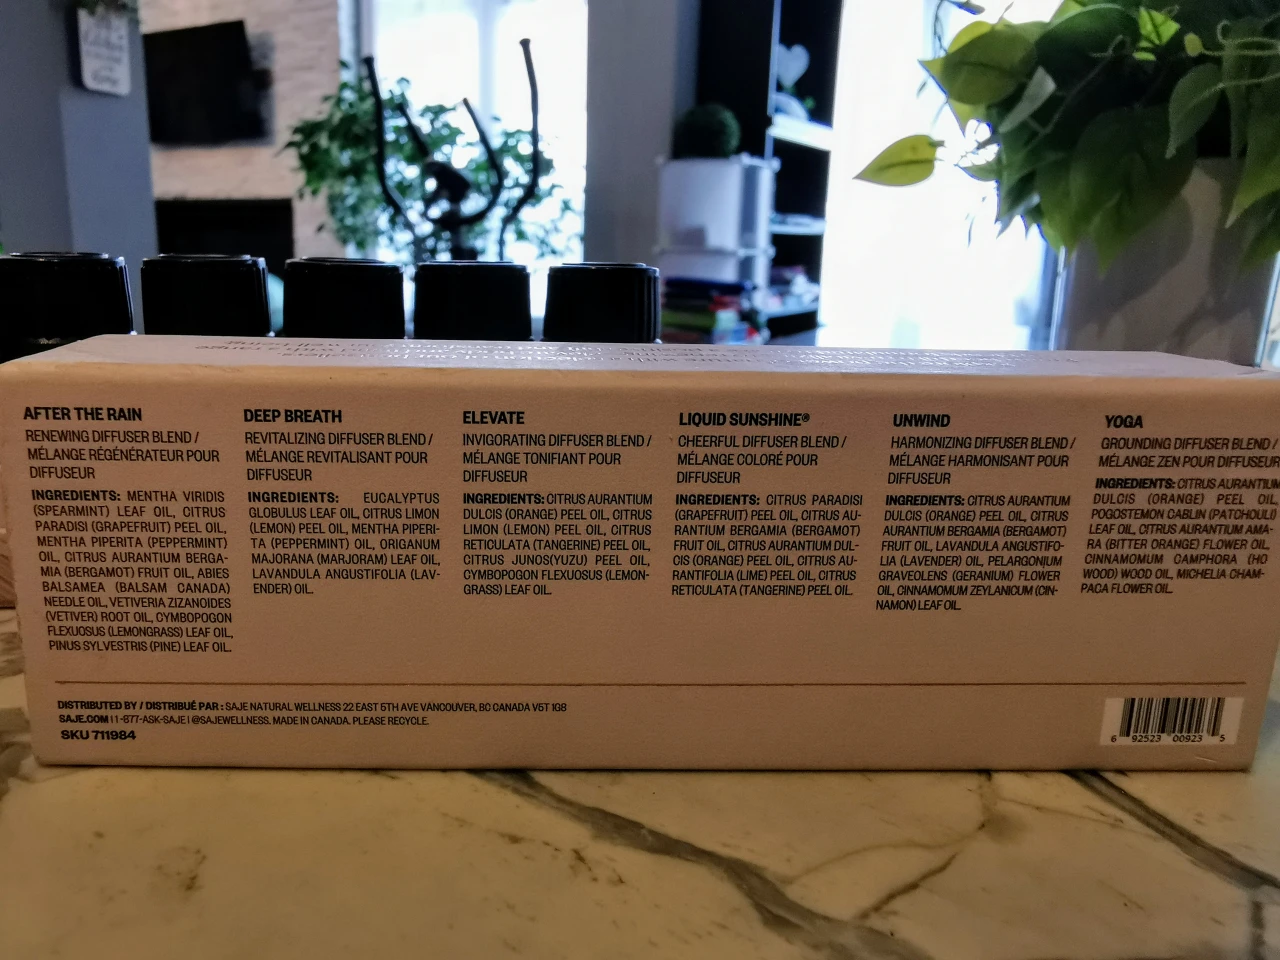 AFTER THE RAIN
RENEWING DIFFUSER BLEND /
MÉLANGE RÉGÉNÉRATEUR POUR
DIFFUSEUR
INGREDIENTS: MENTHA VIRIDIS
(SPEARMINT) LEAF OIL, CITRUS
PARADISI (GRAPEFRUIT) PEEL OIL,
MENTHA PIPERITA (PEPPERMINT)
OIL, CITRUS AURANTIUM BERGA-
MIA (BERGAMOT) FRUIT OIL, ABIES
BALSAMEA (BALSAM CANADA)
NEEDLE OIL, VETIVERIA ZIZANOIDES
(VETIVER) ROOT OIL, CYMBOPOGON
FLEXUOSUS (LEMONGRASS) LEAF OIL,
PINUS SYLVESTRIS (PINE) LEAF OIL.
DEEP BREATH
REVITALIZING DIFFUSER BLEND /
MÉLANGE REVITALISANT POUR
DIFFUSEUR
INGREDIENTS: EUCALYPTUS
GLOBULUS LEAF OIL, CITRUS LIMON
(LEMON) PEEL OIL, MENTHA PIPERI-
TA (PEPPERMINT) OIL, ORIGANUM
MAJORANA (MARJORAM) LEAF OIL,
LAVANDULA ANGUSTIFOLIA (LAV-
ENDER) OIL.
ELEVATE
INVIGORATING DIFFUSER BLEND /
MÉLANGE TONIFIANT POUR
DIFFUSEUR
INGREDIENTS: CITRUS AURANTIUM
DULCIS (ORANGE) PEEL OIL, CITRUS
LIMON (LEMON) PEEL OIL, CITRUS
RETICULATA (TANGERINE) PEEL OIL,
CITRUS JUNOS(YUZU) PEEL OIL,
CYMBOPOGON FLEXUOSUS (LEMON-
GRASS) LEAF OIL.
LIQUID SUNSHINE®
CHEERFUL DIFFUSER BLEND /
MÉLANGE COLORÉ POUR
DIFFUSEUR
INGREDIENTS: CITRUS PARADISI
(GRAPEFRUIT) PEEL OIL, CITRUS AU-
RANTIUM BERGAMIA (BERGAMOT)
FRUIT OIL, CITRUS AURANTIUM DUL-
CIS (ORANGE) PEEL OIL, CITRUS AU-
RANTIFOLIA (LIME) PEEL OIL, CITRUS
RETICULATA (TANGERINE) PEEL OIL.
UNWIND
HARMONIZING DIFFUSER BLEND /
MÉLANGE HARMONISANT POUR
DIFFUSEUR
INGREDIENTS: CITRUS AURANTIUM
DULCIS (ORANGE) PEEL OIL, CITRUS
AURANTIUM BERGAMIA (BERGAMOT)
FRUIT OIL, LAVANDULA ANGUSTIFO-
LIA (LAVENDER) OIL, PELARGONIUM
GRAVEOLENS (GERANIUM) FLOWER
OIL, CINNAMOMUM ZEYLANICUM (CIN-
NAMON) LEAF OIL.
YOGA
GROUNDING DIFFUSER BLEND /
MÉLANGE ZEN POUR DIFFUSEUR
INGREDIENTS: CITRUS AURANTIUM
DULCIS (ORANGE) PEEL OIL,
POGOSTEMON CABLIN (PATCHOULI)
LEAF OIL, CITRUS AURANTIUM AMA-
RA (BITTER ORANGE) FLOWER OIL,
CINNAMOMUM CAMPHORA (HO
WOOD) WOOD OIL, MICHELIA CHAM-
PACA FLOWER OIL.
DISTRIBUTED BY / DISTRIBUÉ PAR : SAJE NATURAL WELLNESS 22 EAST 5TH AVE VANCOUVER, BC CANADA V5T 1G8
SAJE.COM | 1-877-ASK-SAJE | @SAJEWELLNESS. MADE IN CANADA. PLEASE RECYCLE.
SKU 711984
6 92523 00923 5